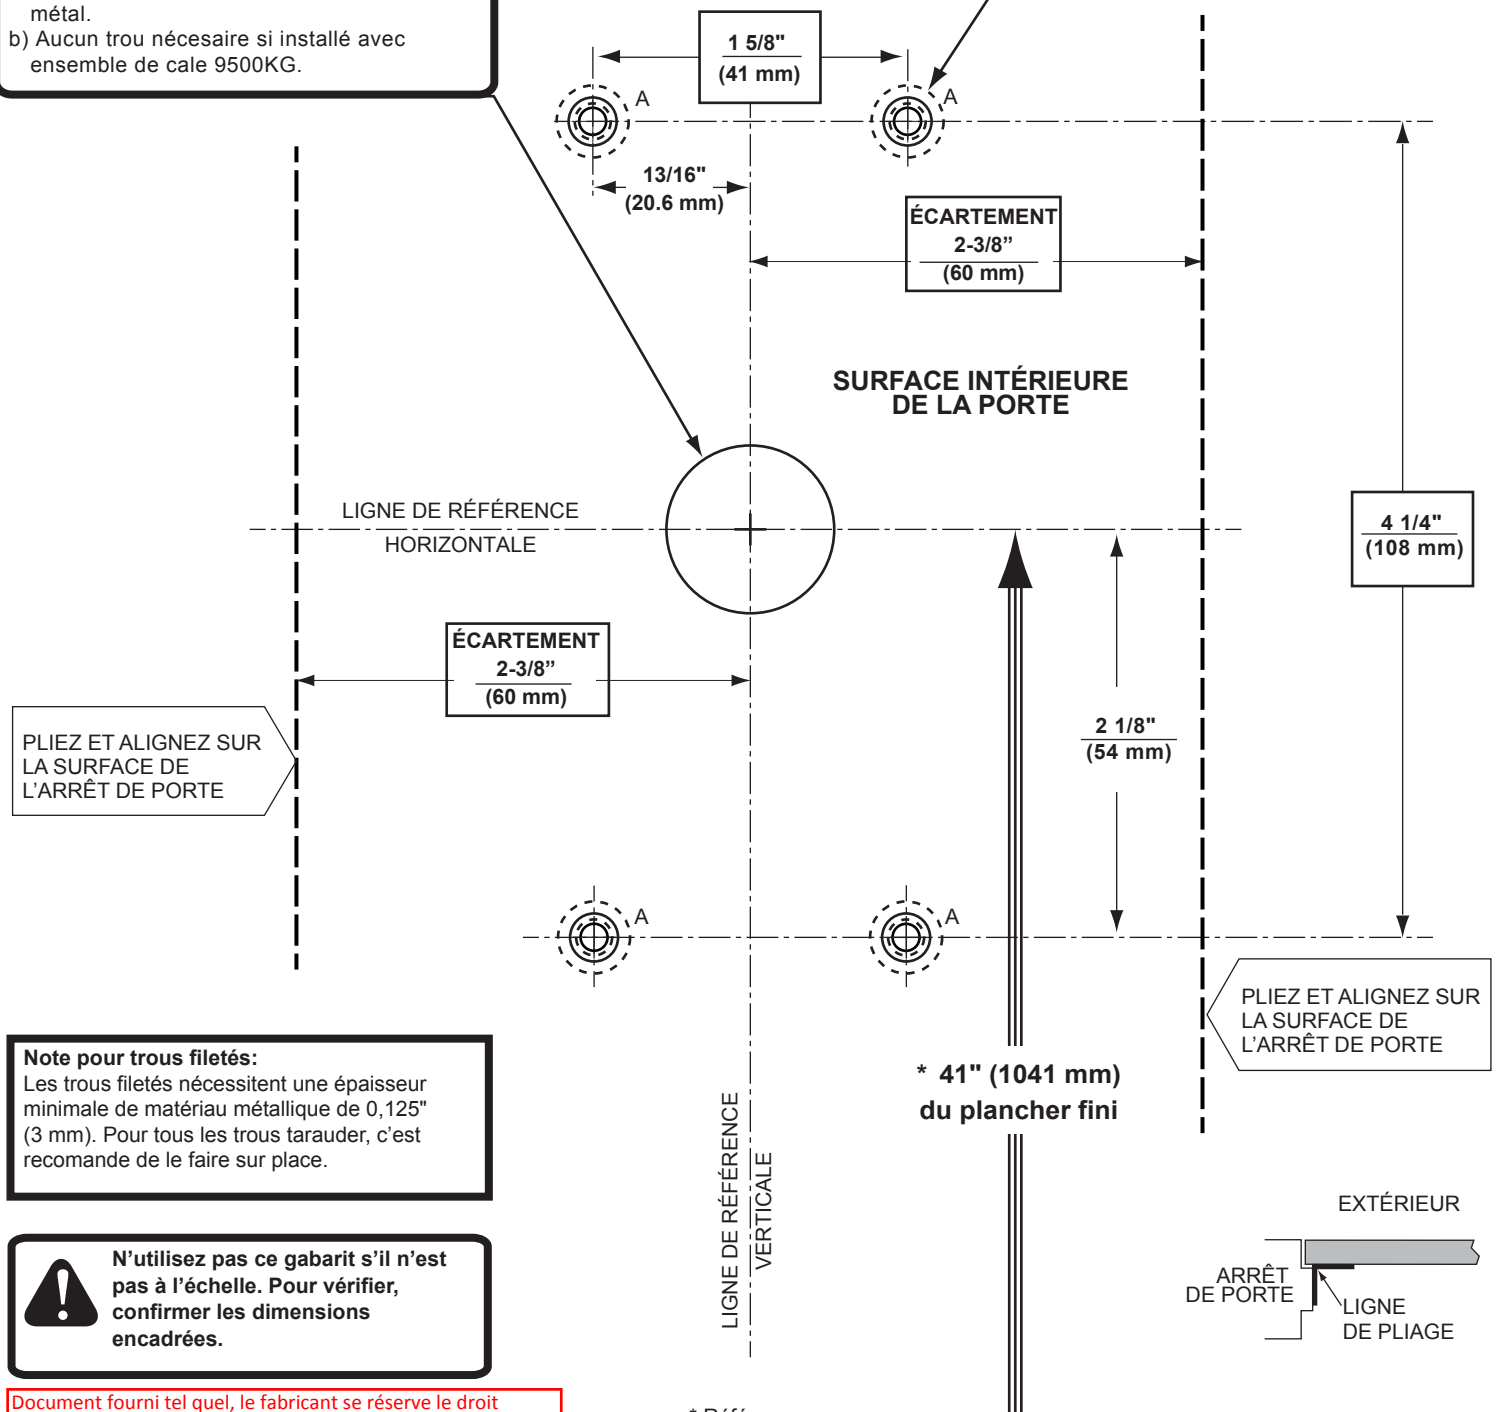 métal.
b) Aucun trou nécesaire si installé avec
ensemble de cale 9500KG.
1 5/8"
(41 mm)
A
A
13/16"
(20.6 mm)
ÉCARTEMENT
2-3/8”
(60 mm)
SURFACE INTÉRIEURE
DE LA PORTE
LIGNE DE RÉFÉRENCE
HORIZONTALE
4 1/4"
(108 mm)
ÉCARTEMENT
2-3/8”
(60 mm)
2 1/8"
(54 mm)
PLIEZ ET ALIGNEZ SUR
LA SURFACE DE
L’ARRÊT DE PORTE
A
A
PLIEZ ET ALIGNEZ SUR
LA SURFACE DE
L’ARRÊT DE PORTE
Note pour trous filetés:
Les trous filetés nécessitent une épaisseur
minimale de matériau métallique de 0,125"
(3 mm). Pour tous les trous tarauder, c’est
recomande de le faire sur place.
* 41" (1041 mm)
du plancher fini
LIGNE DE RÉFÉRENCE
VERTICALE
N’utilisez pas ce gabarit s’il n’est
pas à l’échelle. Pour vérifier,
confirmer les dimensions
encadrées.
EXTÉRIEUR
ARRÊT
DE PORTE
LIGNE
DE PLIAGE
Document fourni tel quel, le fabricant se réserve le droit